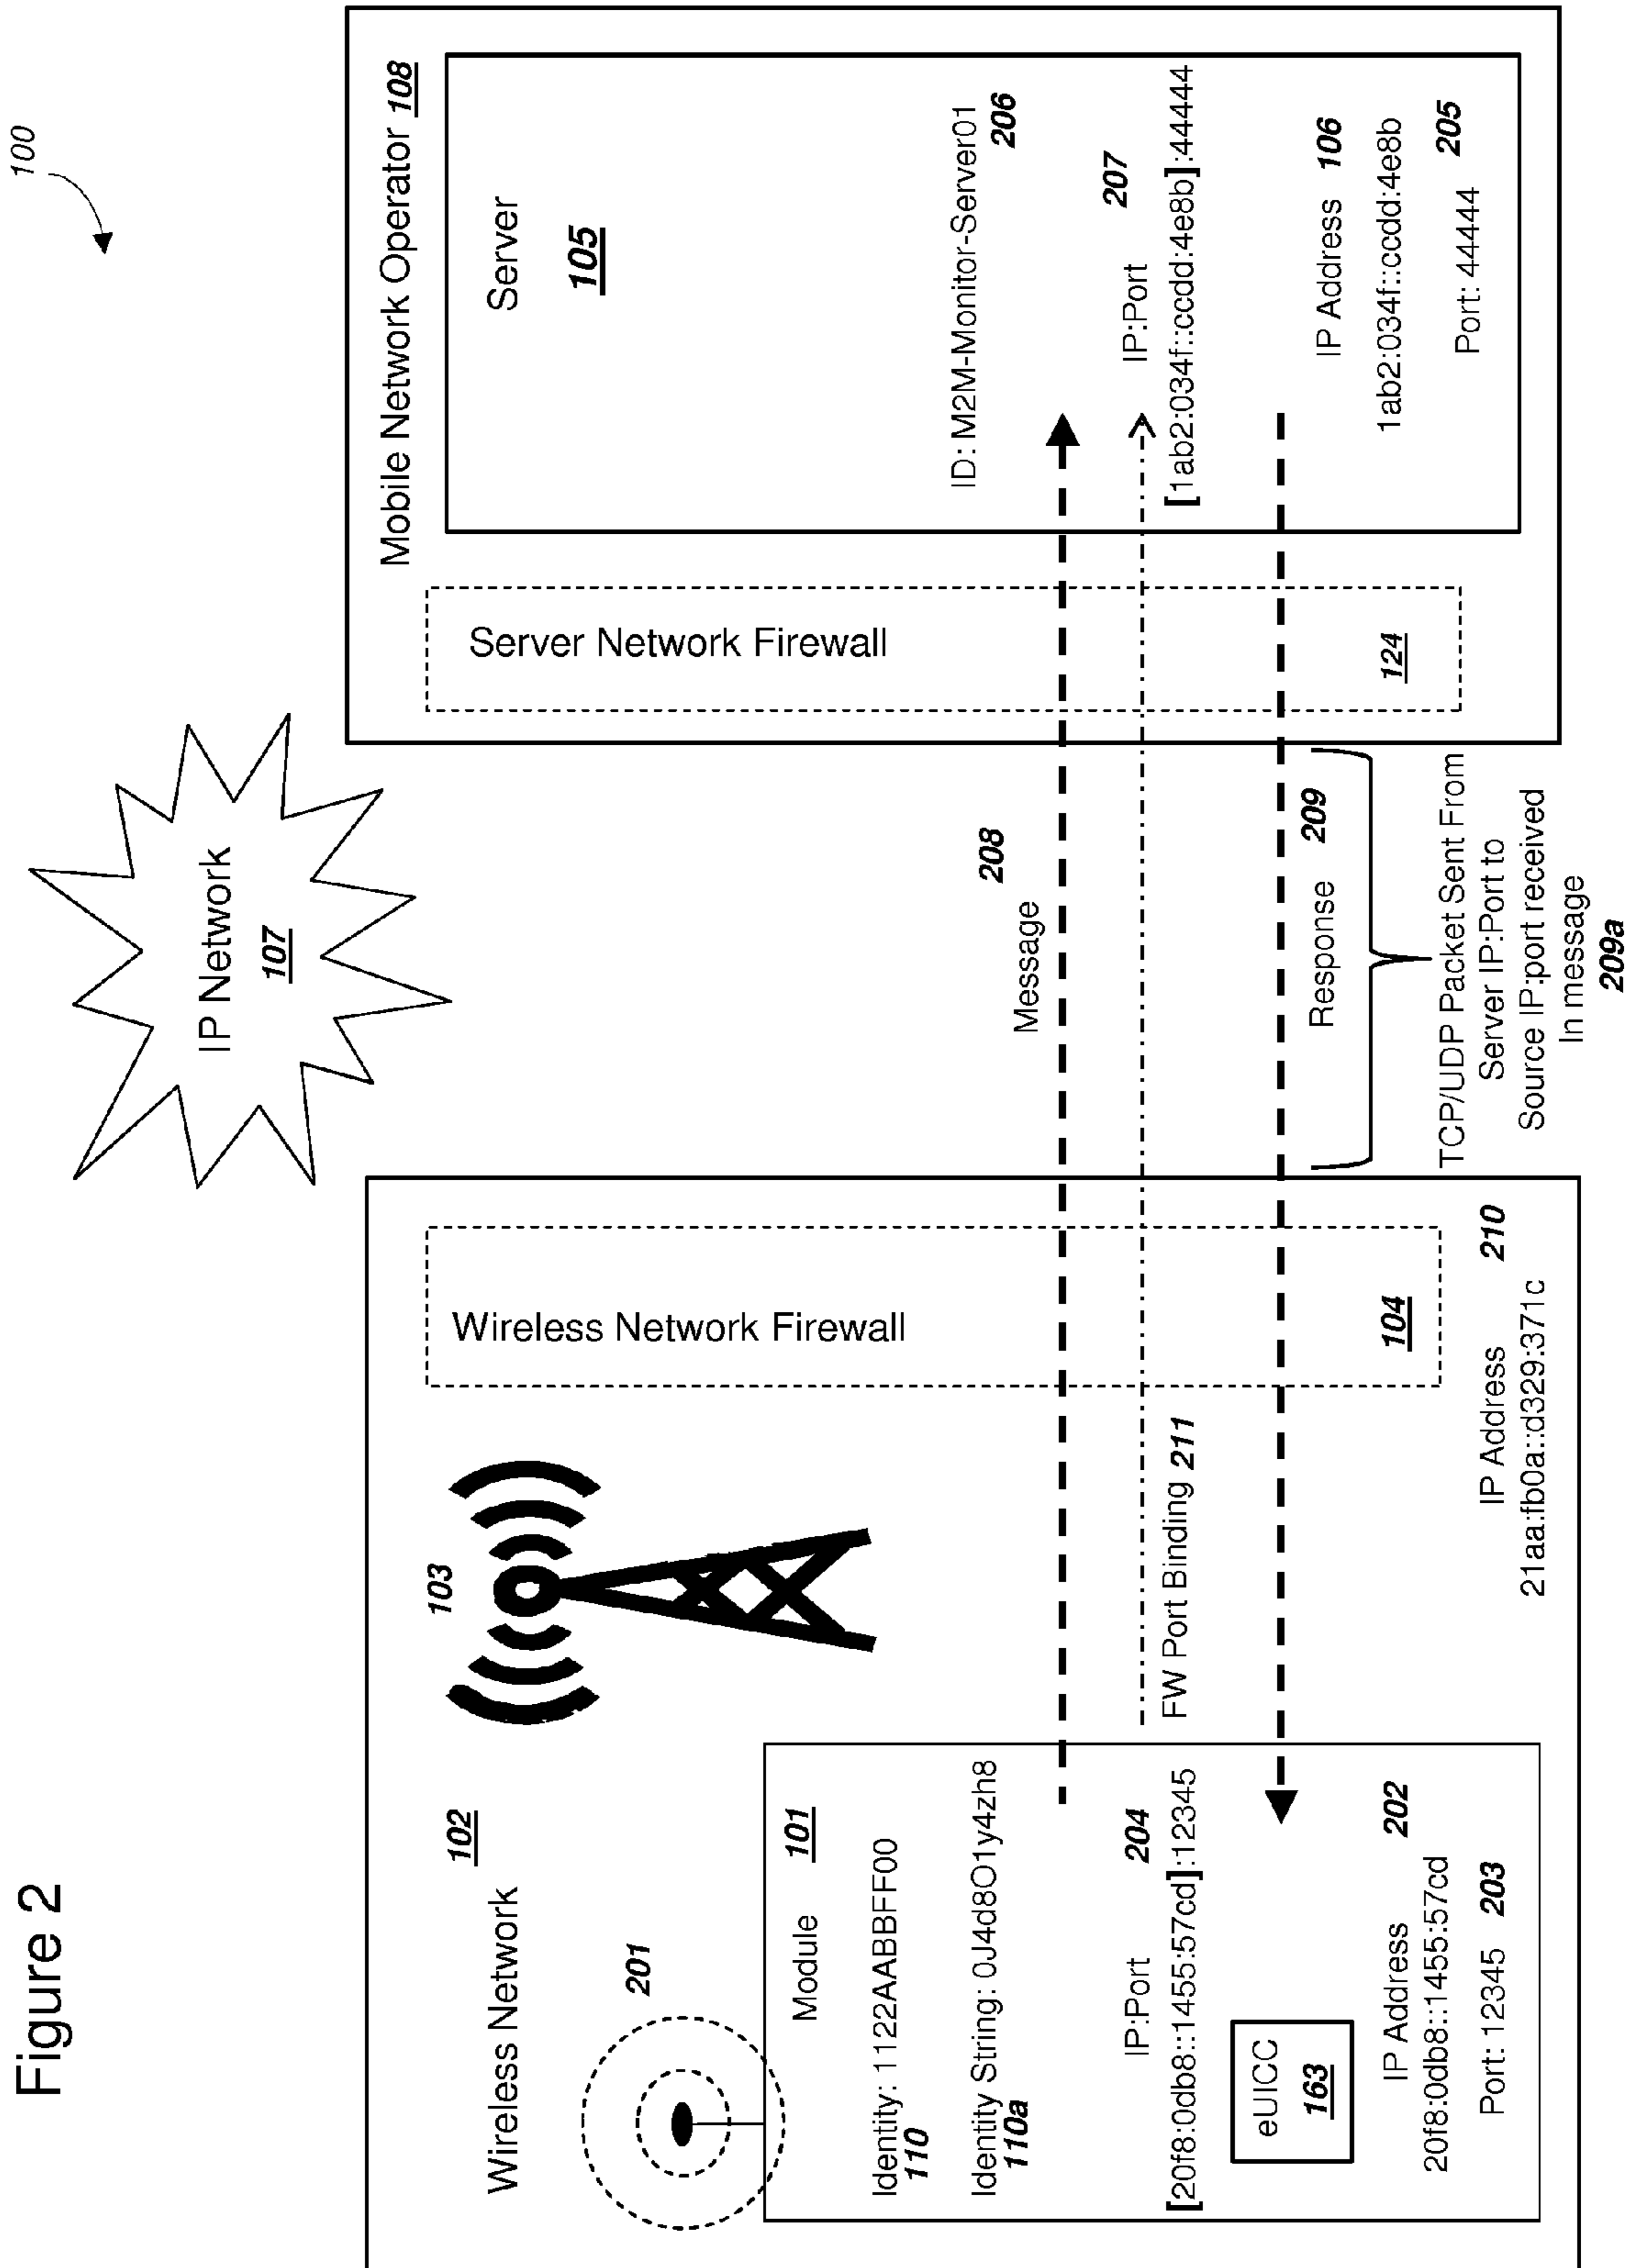 Figure 2
100
IP Network
107
Wireless Network
102
201
103
Module
101
Identity: 1122AABBFF00
110
Identity String: 0J4d8O1y4zh8
110a
IP:Port
204
[20f8:0db8::1455:57cd]:12345
eUICC
163
IP Address
202
20f8:0db8::1455:57cd
Port: 12345 203
Wireless Network Firewall
104
FW Port Binding 211
IP Address
210
21aa:fb0a::d329:371c
Message
208
Response 209
TCP/UDP Packet Sent From
Server IP:Port to
Source IP:port received
In message
209a
Mobile Network Operator 108
Server Network Firewall
124
Server
105
ID: M2M-Monitor-Server01
206
207
IP:Port
[1ab2:034f::ccdd:4e8b]:44444
IP Address 106
1ab2:034f::ccdd:4e8b
Port: 44444 205